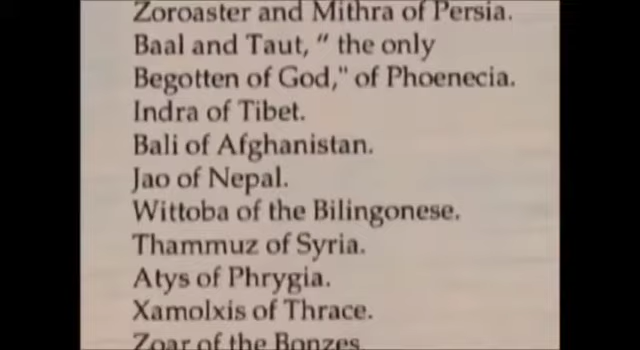 Zoroaster and Mithra of Persia.
Baal and Taut, “ the only
Begotten of God," of Phoenecia.
Indra of Tibet.
Bali of Afghanistan.
Jao of Nepal.
Wittoba of the Bilingonese.
Thammuz of Syria.
Atys of Phrygia.
Xamolxis of Thrace.
Zoar of the Bonzes